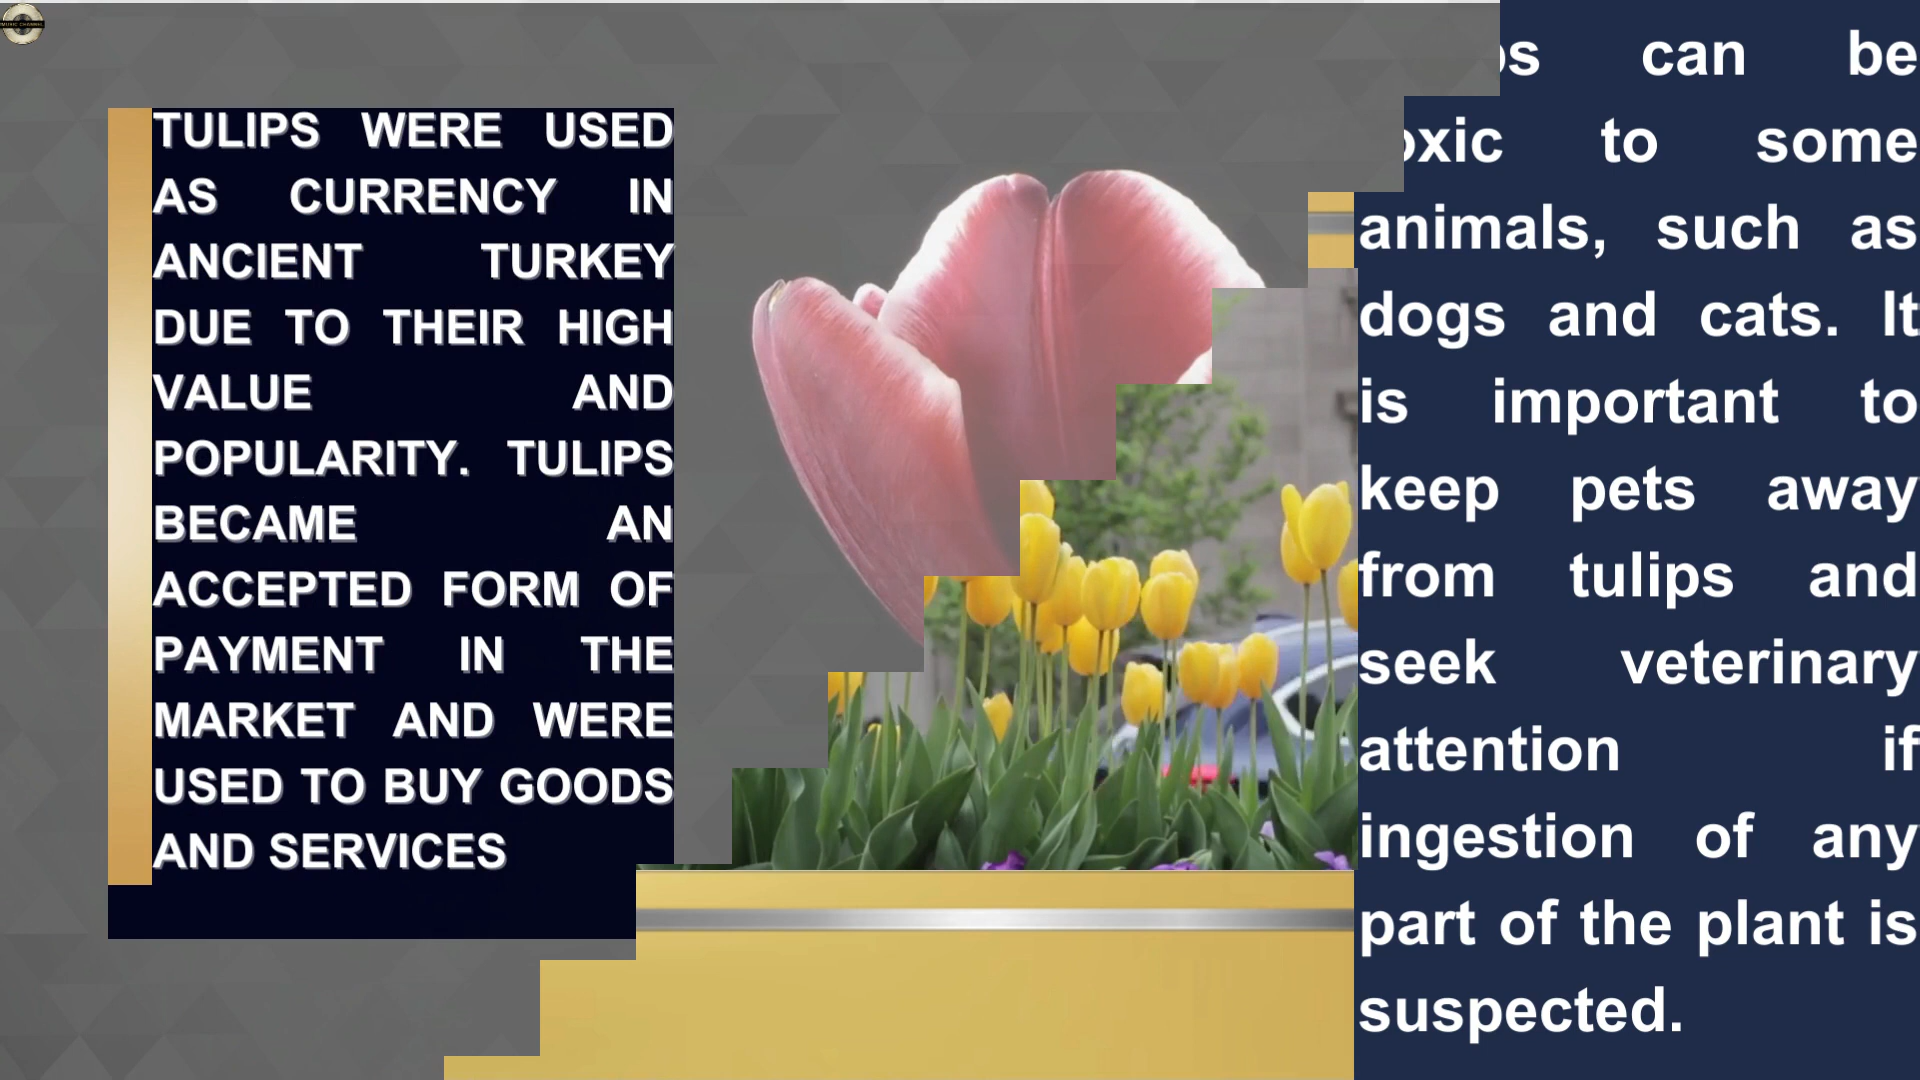 MUSIC CHANNEL
TULIPS WERE USED
AS CURRENCY IN
ANCIENT TURKEY
DUE TO THEIR HIGH
VALUE AND
POPULARITY. TULIPS
BECAME AN
ACCEPTED FORM OF
PAYMENT IN THE
MARKET AND WERE
USED TO BUY GOODS
AND SERVICES
can be
to some
animals, such as
dogs and cats. It
is important to
keep pets away
from tulips and
seek veterinary
attention if
ingestion of any
part of the plant is
suspected.